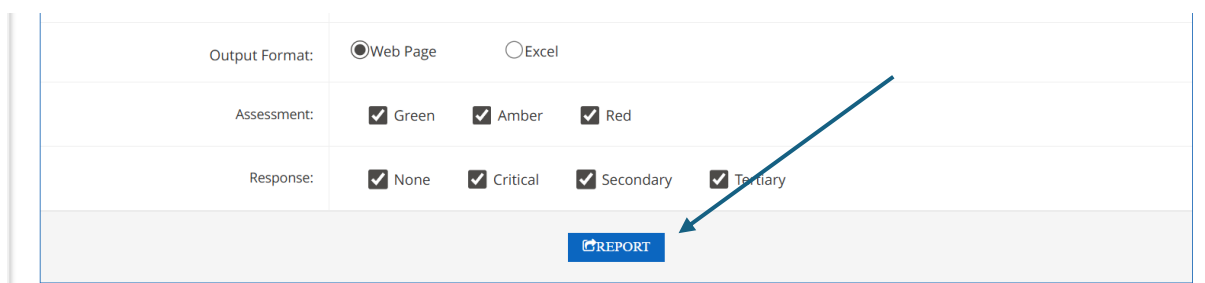 Output Format: Web Page Excel
Assessment: Green Amber Red
Response: None Critical Secondary Tertiary
REPORT